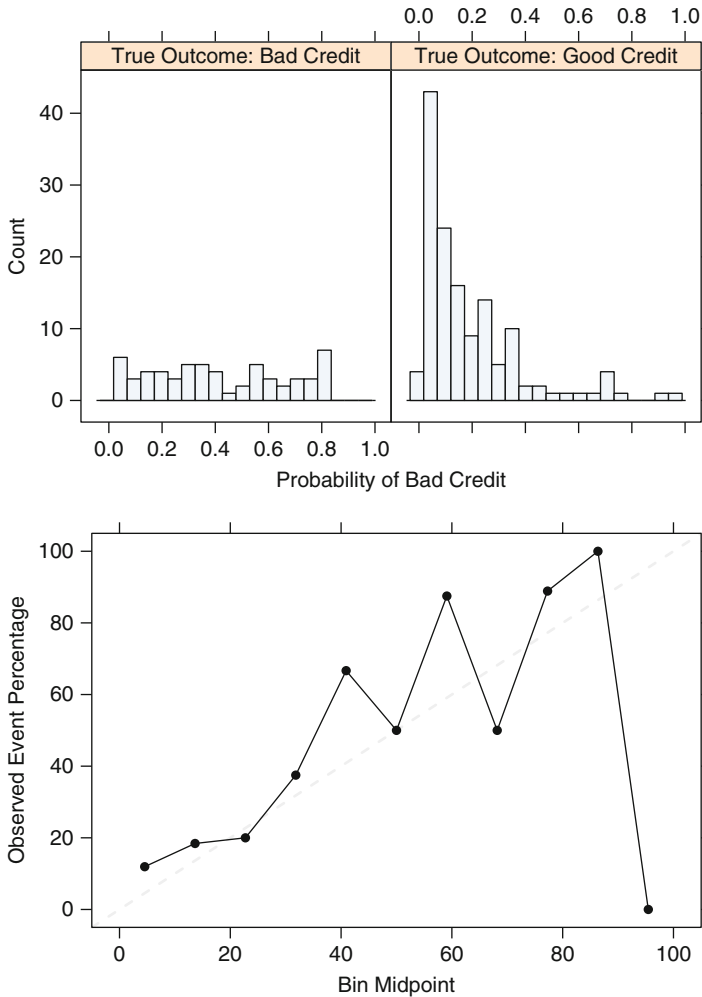 0.0 0.2 0.4 0.6 0.8 1.0
True Outcome: Bad Credit
True Outcome: Good Credit
40
30
20
10
0
Count
0.0 0.2 0.4 0.6 0.8 1.0
Probability of Bad Credit
100
80
60
40
20
0
Observed Event Percentage
0 20 40 60 80 100
Bin Midpoint